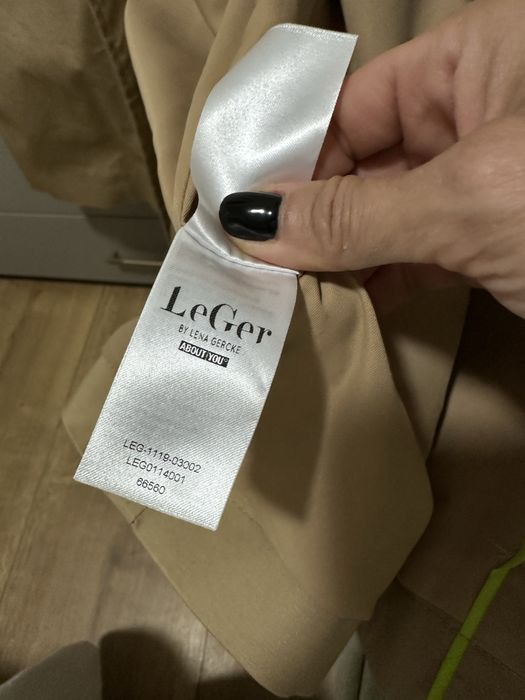 LeGer
BY LENA GERCKE
ABOUT YOU°
LEG-1119-03002
LEG0114001
66560